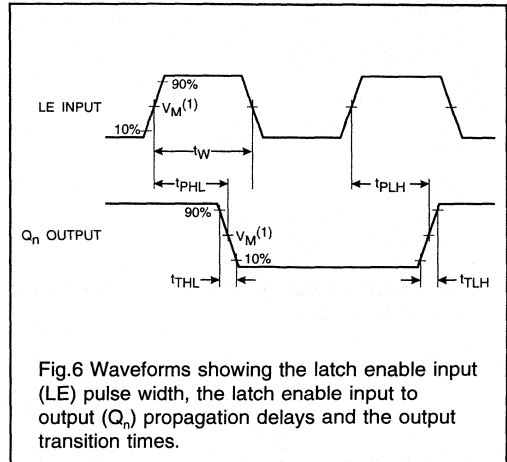 90%
LE INPUT
VM(1)
10%
tW
tPHL
tPLH
90%
Qn OUTPUT
VM(1)
10%
tTHL
tTLH
Fig.6 Waveforms showing the latch enable input
(LE) pulse width, the latch enable input to
output (Qn) propagation delays and the output
transition times.